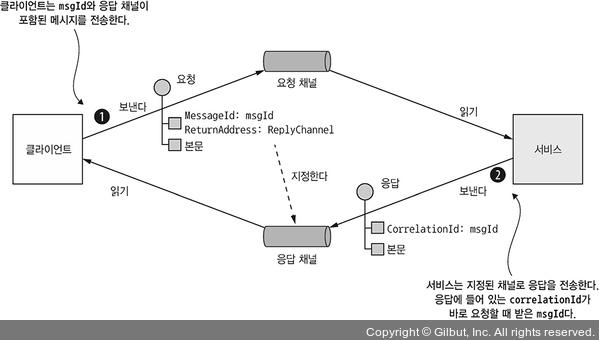 클라이언트는 msgId와 응답 채널이
포함된 메시지를 전송한다.
요청
요청 채널
보낸다
1
MessageId: msgId
ReturnAddress: ReplyChannel
본문
읽기
클라이언트
서비스
지정한다
2
보낸다
응답
읽기
CorrelationId: msgId
본문
응답 채널
서비스는 지정된 채널로 응답을 전송한다.
응답에 들어 있는 correlationId가
바로 요청할 때 받은 msgId다.
Copyright © Gilbut, Inc. All rights reserved.